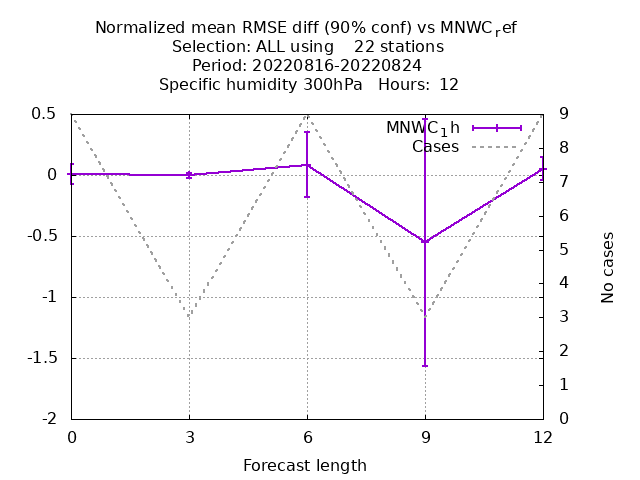 Normalized mean RMSE diff (90% conf) vs MNWCref
Selection: ALL using 22 stations
Period: 20220816-20220824
Specific humidity 300hPa Hours: 12
MNWC1h
Cases
0.5
0
-0.5
-1
-1.5
-2
9
8
7
6
5
4
3
2
1
0
No cases
0 3 6 9 12
Forecast length